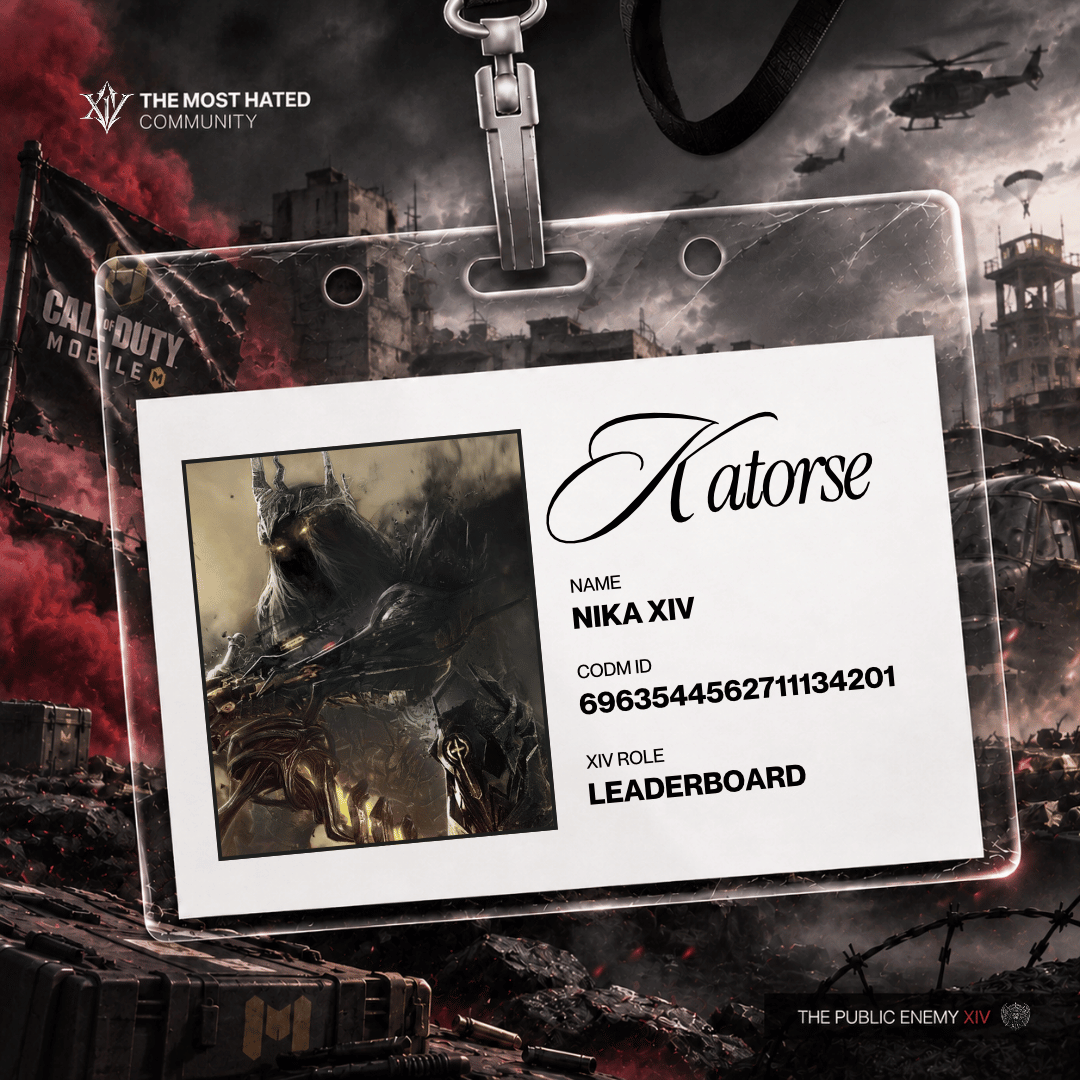 XIV
THE MOST HATED
COMMUNITY
CALL OF DUTY
MOBILE
Katorse
NAME
NIKA XIV
CODM ID
6963544562711134201
XIV ROLE
LEADERBOARD
THE PUBLIC ENEMY XIV